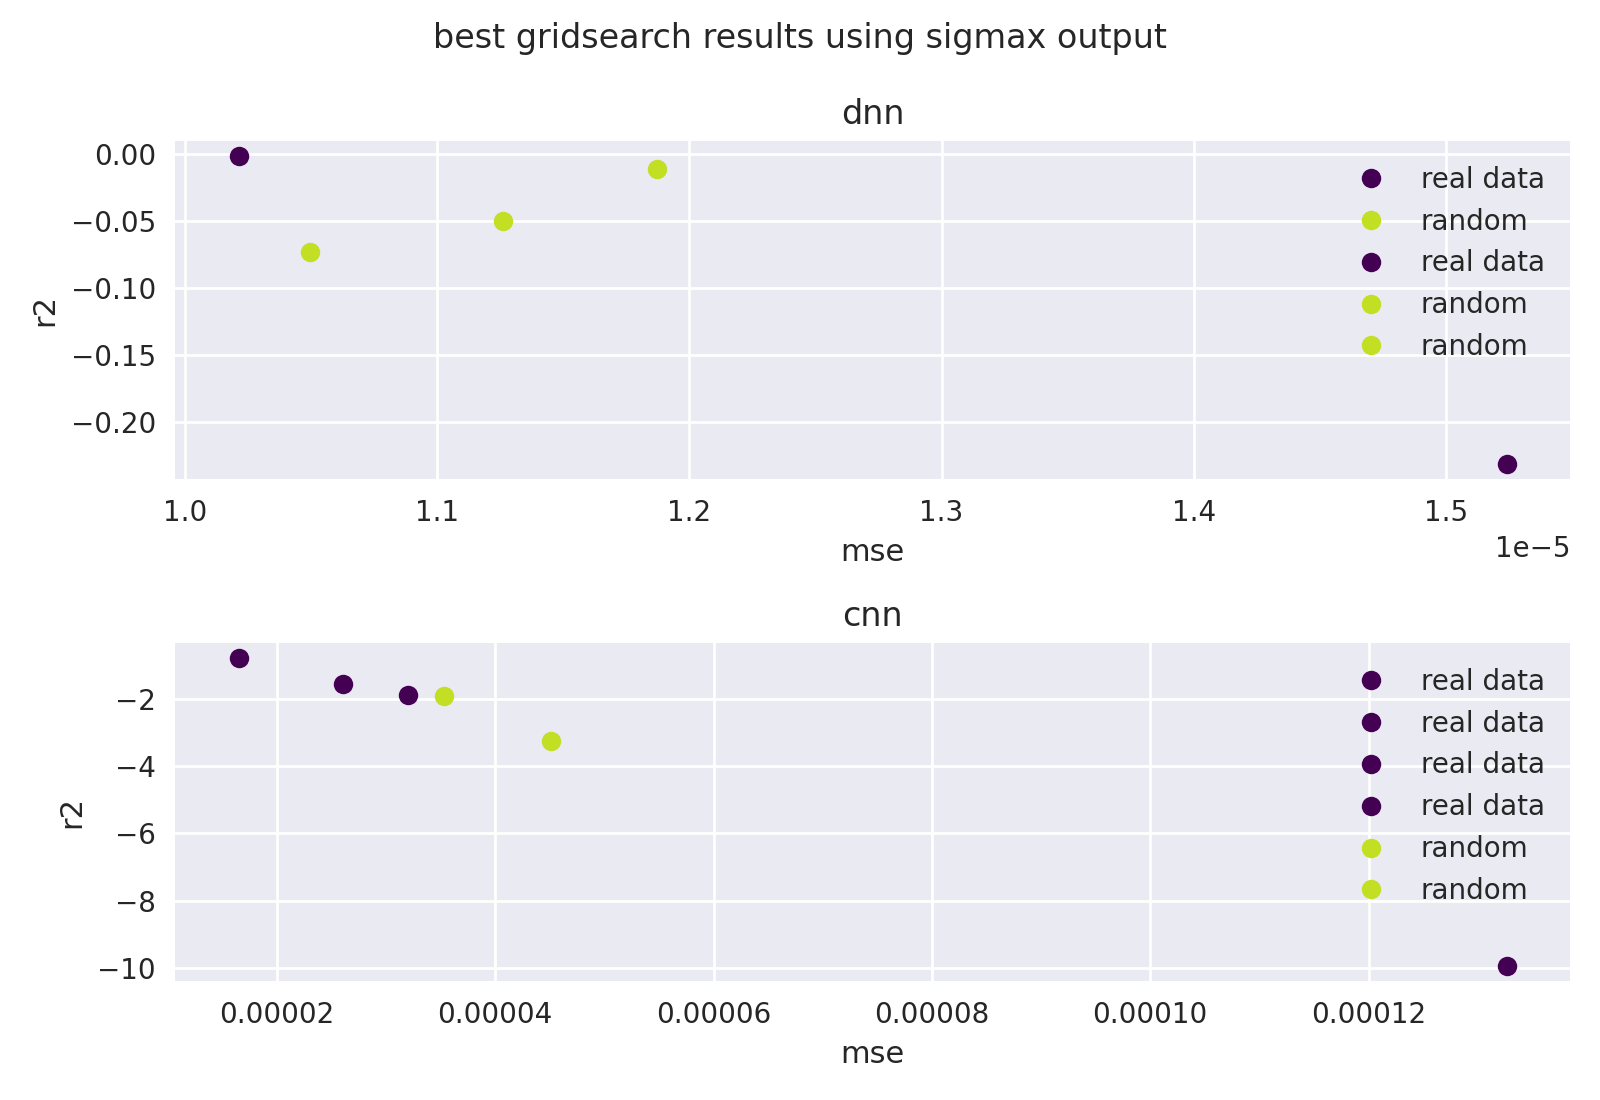 best gridsearch results using sigmax output
dnn
0.00
−0.05
−0.10
−0.15
−0.20
r2
real data
random
real data
random
random
1.0 1.1 1.2 1.3 1.4 1.5
1e−5
mse
cnn
−2
−4
−6
−8
−10
r2
real data
real data
real data
real data
random
random
0.00002 0.00004 0.00006 0.00008 0.00010 0.00012
mse